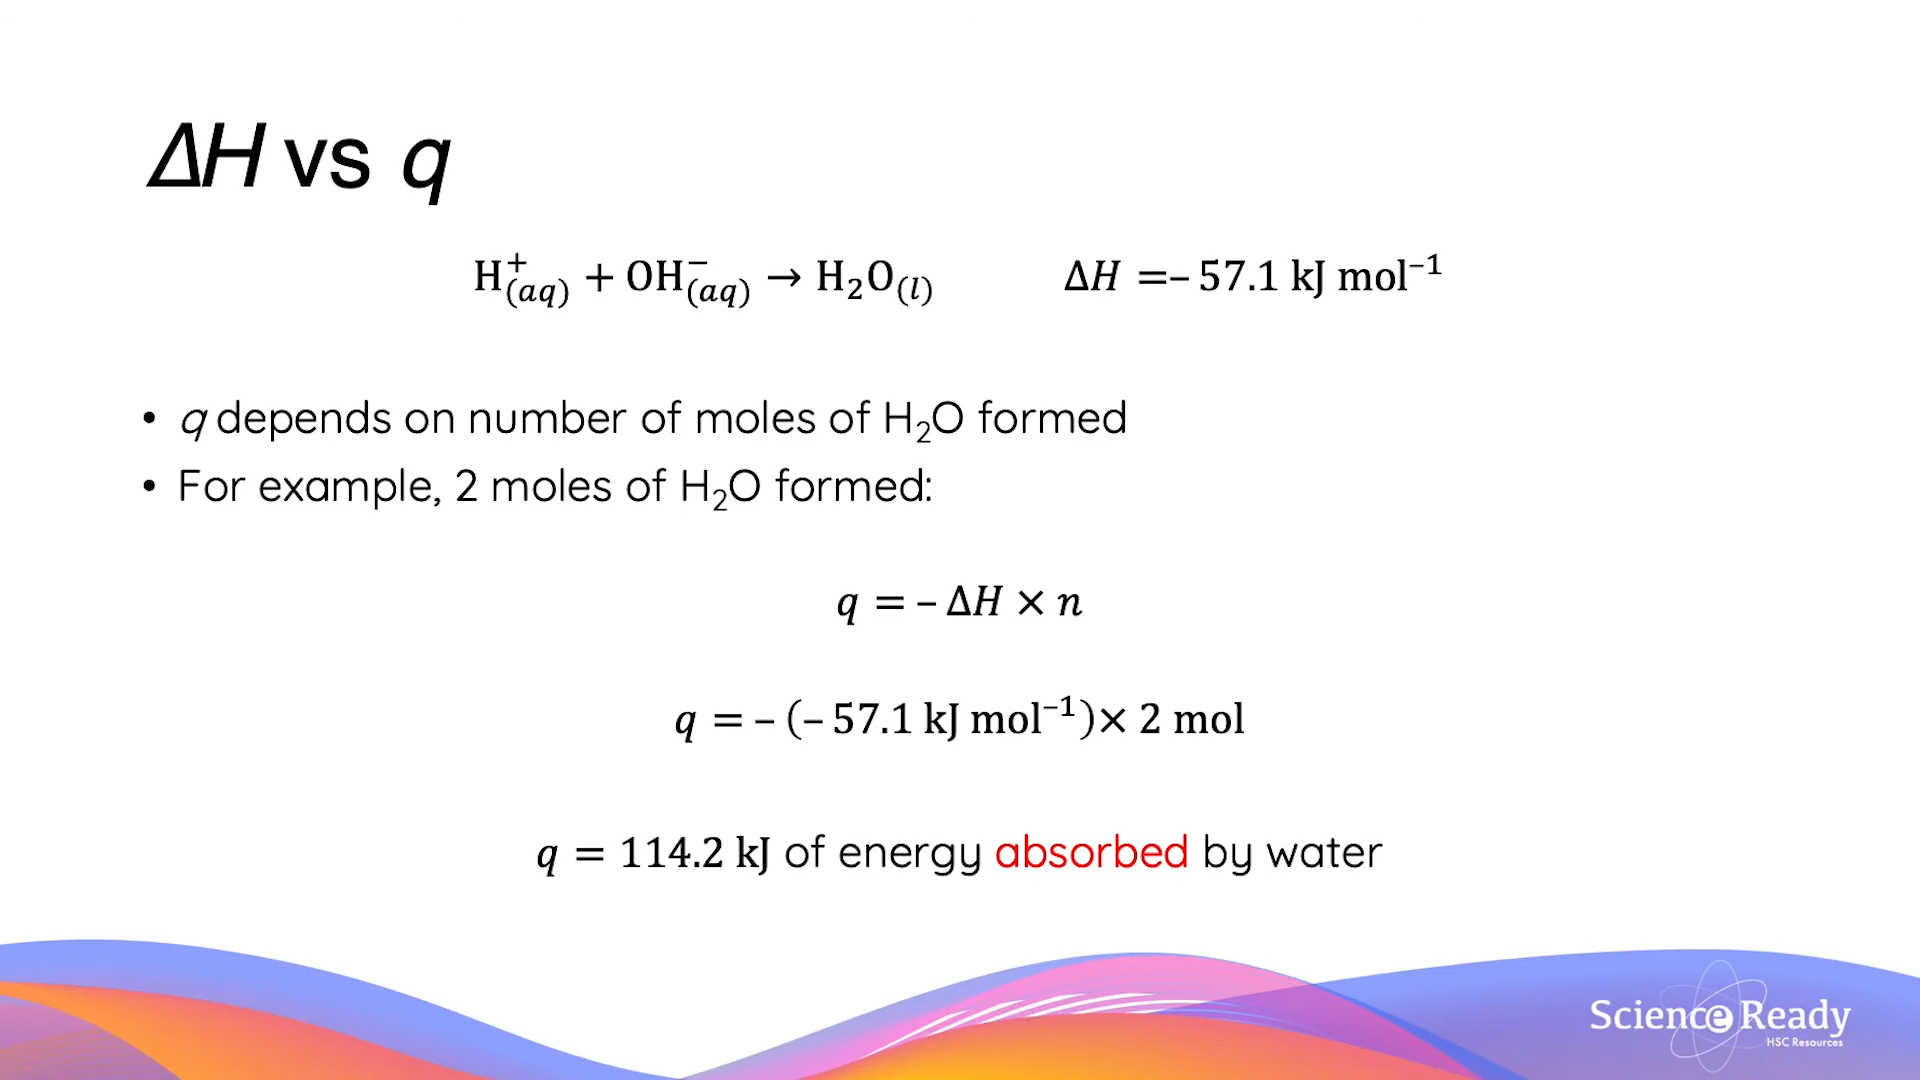 ΔH vs q
H⁺(aq) + OH⁻(aq) → H₂O(l) ΔH =– 57.1 kJ mol⁻¹
• q depends on number of moles of H₂O formed
• For example, 2 moles of H₂O formed:
q = – ΔH × n
q = – (– 57.1 kJ mol⁻¹)× 2 mol
q = 114.2 kJ of energy absorbed by water
Science Ready
HSC Resources